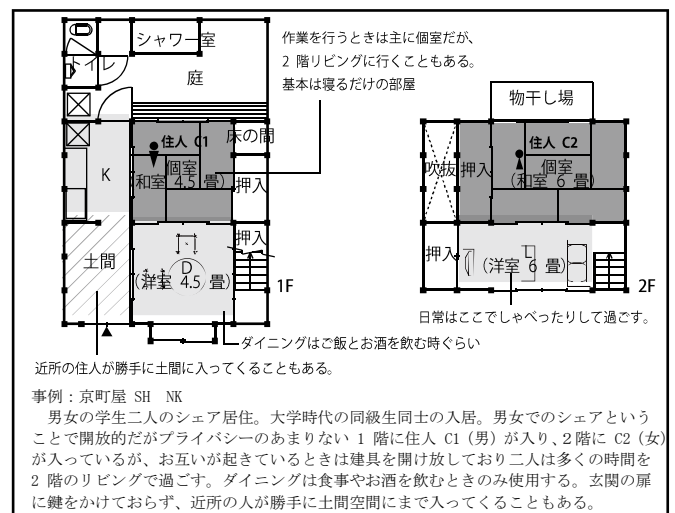 シャワー室
トイレ
庭
作業を行うときは主に個室だが、
2 階リビングに行くこともある。
基本は寝るだけの部屋
住人 C1
床の間
K
個室
(和室 4.5 畳)
押入
押入
土間
D
(洋室 4.5 畳)
1F
物干し場
吹抜
押入
住人 C2
個室
(和室 6 畳)
押入
L
(洋室 6 畳)
2F
日常はここでしゃべったりして過ごす。
ダイニングはご飯とお酒を飲む時ぐらい
近所の住人が勝手に土間に入ってくることもある。
事例：京町屋 SH NK
男女の学生二人のシェア居住。大学時代の同級生同士の入居。男女でのシェアという
ことで開放的だがプライバシーのあまりない 1 階に住人 C1（男）が入り、2 階に C2（女）
が入っているが、お互いが起きているときは建具を開け放しており二人は多くの時間を
2 階のリビングで過ごす。ダイニングは食事やお酒を飲むときのみ使用する。玄関の扉
に鍵をかけておらず、近所の人が勝手に土間空間にまで入ってくることもある。